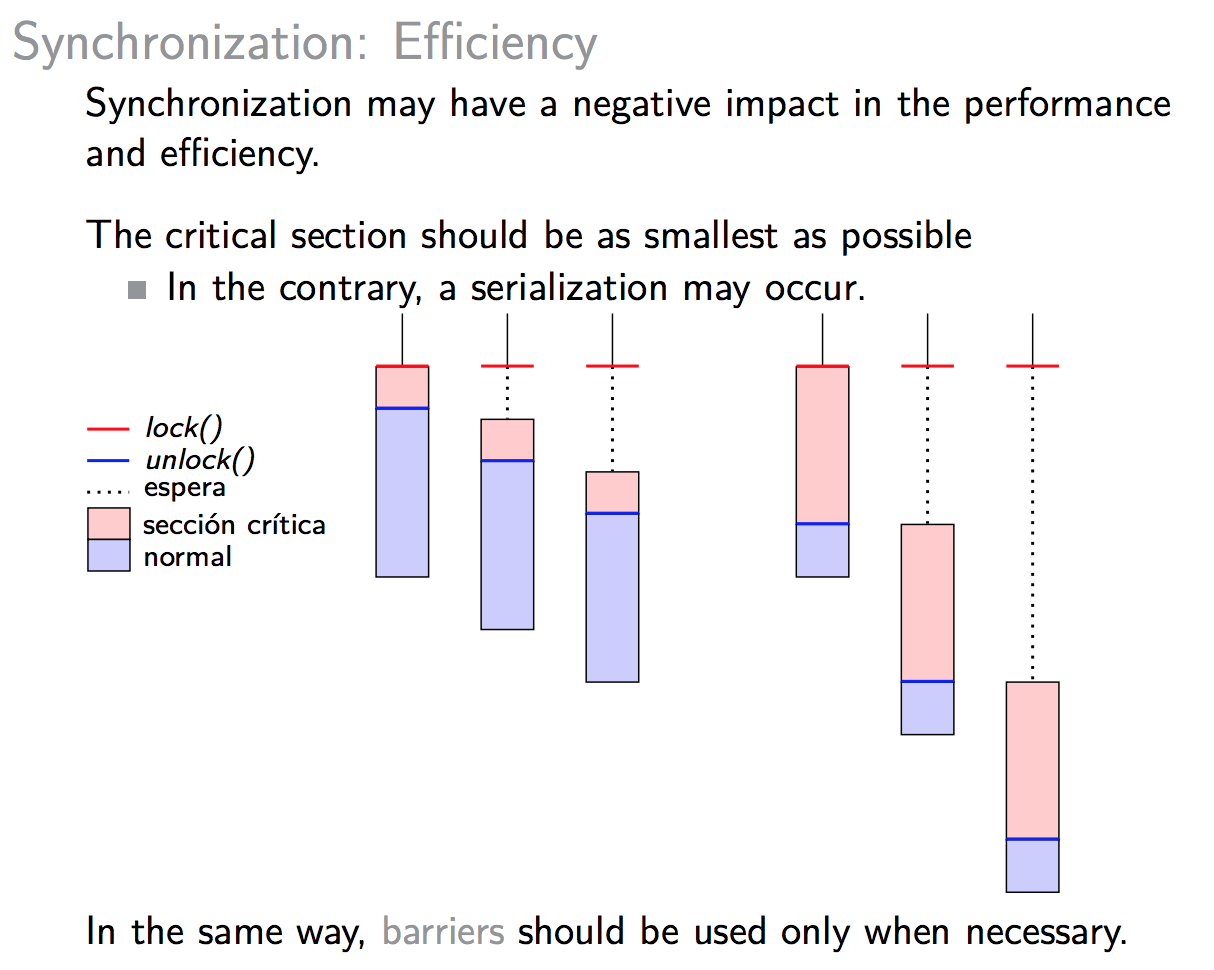 Synchronization: Efficiency
Synchronization may have a negative impact in the performance
and efficiency.
The critical section should be as smallest as possible
In the contrary, a serialization may occur.
lock()
unlock()
espera
sección crítica
normal
In the same way, barriers should be used only when necessary.